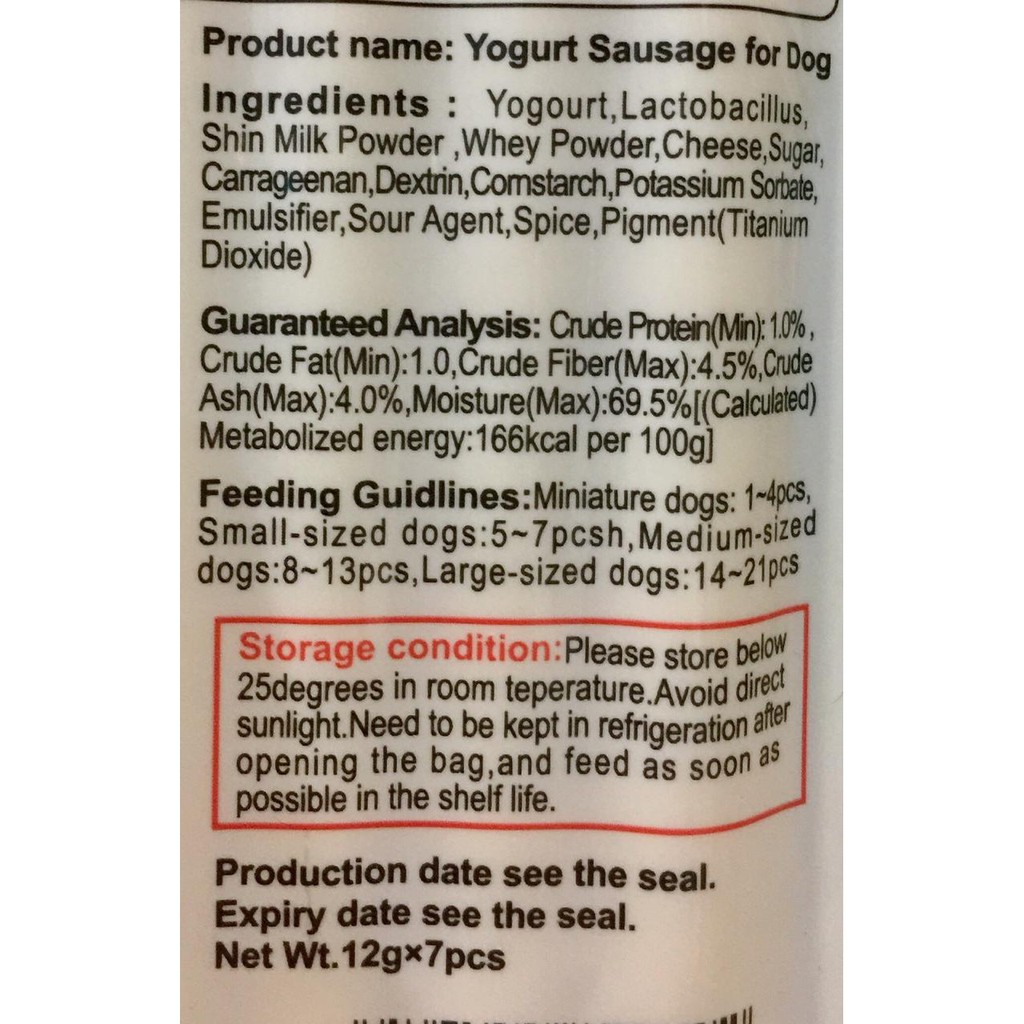 Product name: Yogurt Sausage for Dog
Ingredients : Yogourt,Lactobacillus,
Shin Milk Powder ,Whey Powder,Cheese,Sugar,
Carrageenan,Dextrin,Cornstarch,Potassium Sorbate,
Emulsifier,Sour Agent,Spice,Pigment(Titanium
Dioxide)
Guaranteed Analysis: Crude Protein(Min):1.0%,
Crude Fat(Min):1.0,Crude Fiber(Max):4.5%,Crude
Ash(Max):4.0%,Moisture(Max):69.5%[(Calculated)
Metabolized energy:166kcal per 100g]
Feeding Guidlines:Miniature dogs: 1~4pcs,
Small-sized dogs:5~7pcsh,Medium-sized
dogs:8~13pcs,Large-sized dogs:14~21pcs
Storage condition:Please store below
25degrees in room teperature.Avoid direct
sunlight.Need to be kept in refrigeration after
opening the bag,and feed as soon as
possible in the shelf life.
Production date see the seal.
Expiry date see the seal.
Net Wt.12g×7pcs